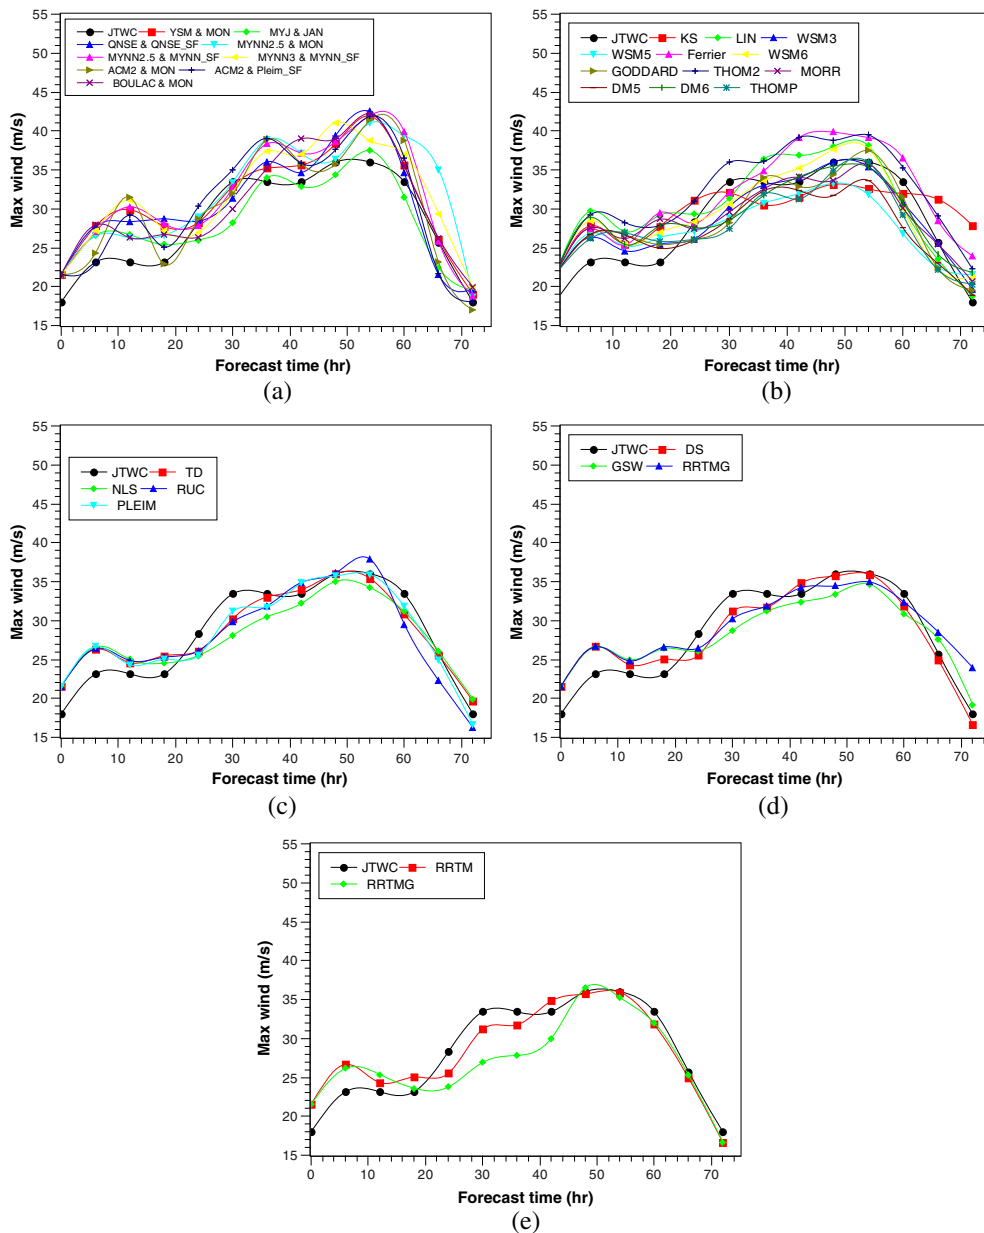 55
50
45
40
35
30
25
20
15
Max wind (m/s)
JTWC YSM & MON MYJ & JAN
QNSE & QNSE_SF MYNN2.5 & MON
MYNN2.5 & MYNN_SF MYNN3 & MYNN_SF
ACM2 & MON ACM2 & Pleim_SF
BOULAC & MON
0 10 20 30 40 50 60 70
Forecast time (hr)
(a)
55
50
45
40
35
30
25
20
15
Max wind (m/s)
JTWC KS LIN WSM3
WSM5 Ferrier WSM6
GODDARD THOM2 MORR
DM5 DM6 THOMP
0 10 20 30 40 50 60 70
Forecast time (hr)
(b)
55
50
45
40
35
30
25
20
15
Max wind (m/s)
JTWC TD
NLS RUC
PLEIM
0 10 20 30 40 50 60 70
Forecast time (hr)
(c)
55
50
45
40
35
30
25
20
15
Max wind (m/s)
JTWC DS
GSW RRTMG
0 10 20 30 40 50 60 70
Forecast time (hr)
(d)
55
50
45
40
35
30
25
20
15
Max wind (m/s)
JTWC RRTM
RRTMG
0 10 20 30 40 50 60 70
Forecast time (hr)
(e)